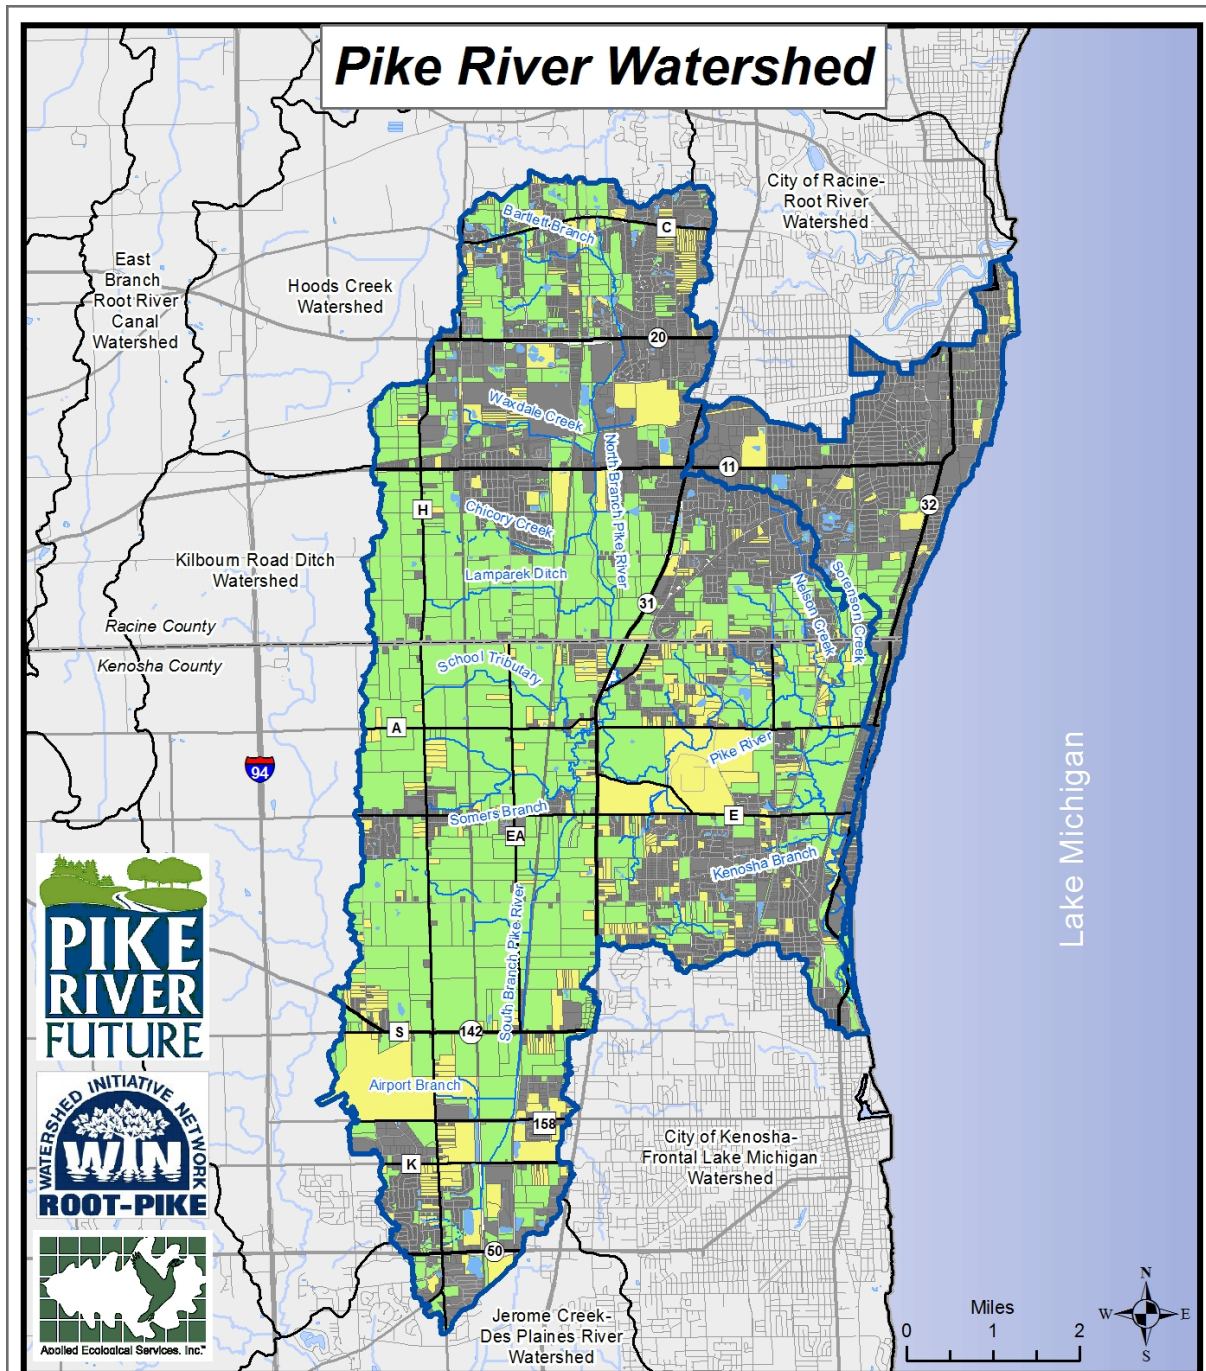 Pike River Watershed
City of Racine-
Root River
Watershed
Bartlett Branch
C
East
Branch
Root River
Canal
Watershed
Hoods Creek
Watershed
20
Waxdale Creek
North Branch Pike River
11
H
Chicory Creek
32
Kilbourn Road Ditch
Watershed
Lamparek Ditch
Sorenson Creek
Nelson Creek
31
Racine County
Kenosha County
School Tributary
A
Pike River
94
Somers Branch
E
EA
Kenosha Branch
Lake Michigan
South Branch Pike River
PIKE
RIVER
FUTURE
S
142
Airport Branch
158
WATERSHED INITIATIVE NETWORK
WIN
ROOT-PIKE
K
City of Kenosha-
Frontal Lake Michigan
Watershed
50
Applied Ecological Services, Inc.™
Jerome Creek-
Des Plaines River
Watershed
Miles
0 1 2
N
W E
S